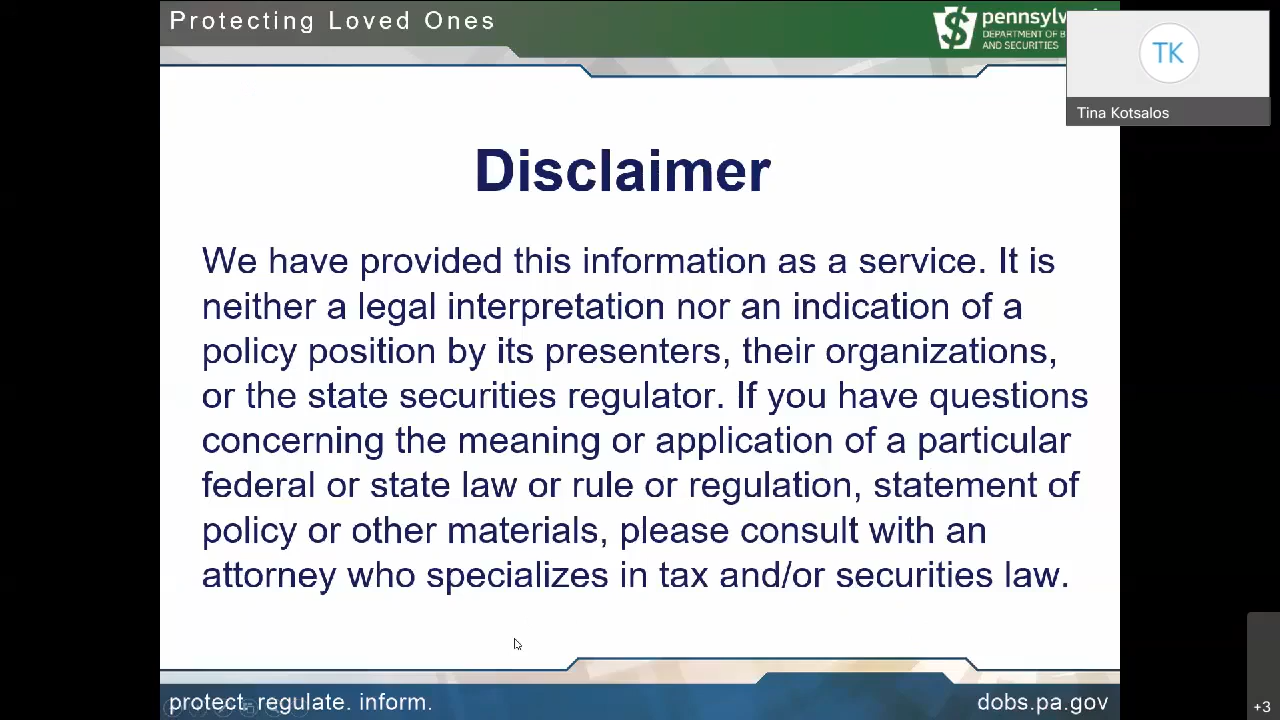 Protecting Loved Ones
pennsylv
DEPARTMENT OF B
AND SECURITIES
TK
Tina Kotsalos
Disclaimer
We have provided this information as a service. It is
neither a legal interpretation nor an indication of a
policy position by its presenters, their organizations,
or the state securities regulator. If you have questions
concerning the meaning or application of a particular
federal or state law or rule or regulation, statement of
policy or other materials, please consult with an
attorney who specializes in tax and/or securities law.
protect. regulate. inform.
dobs.pa.gov
+3